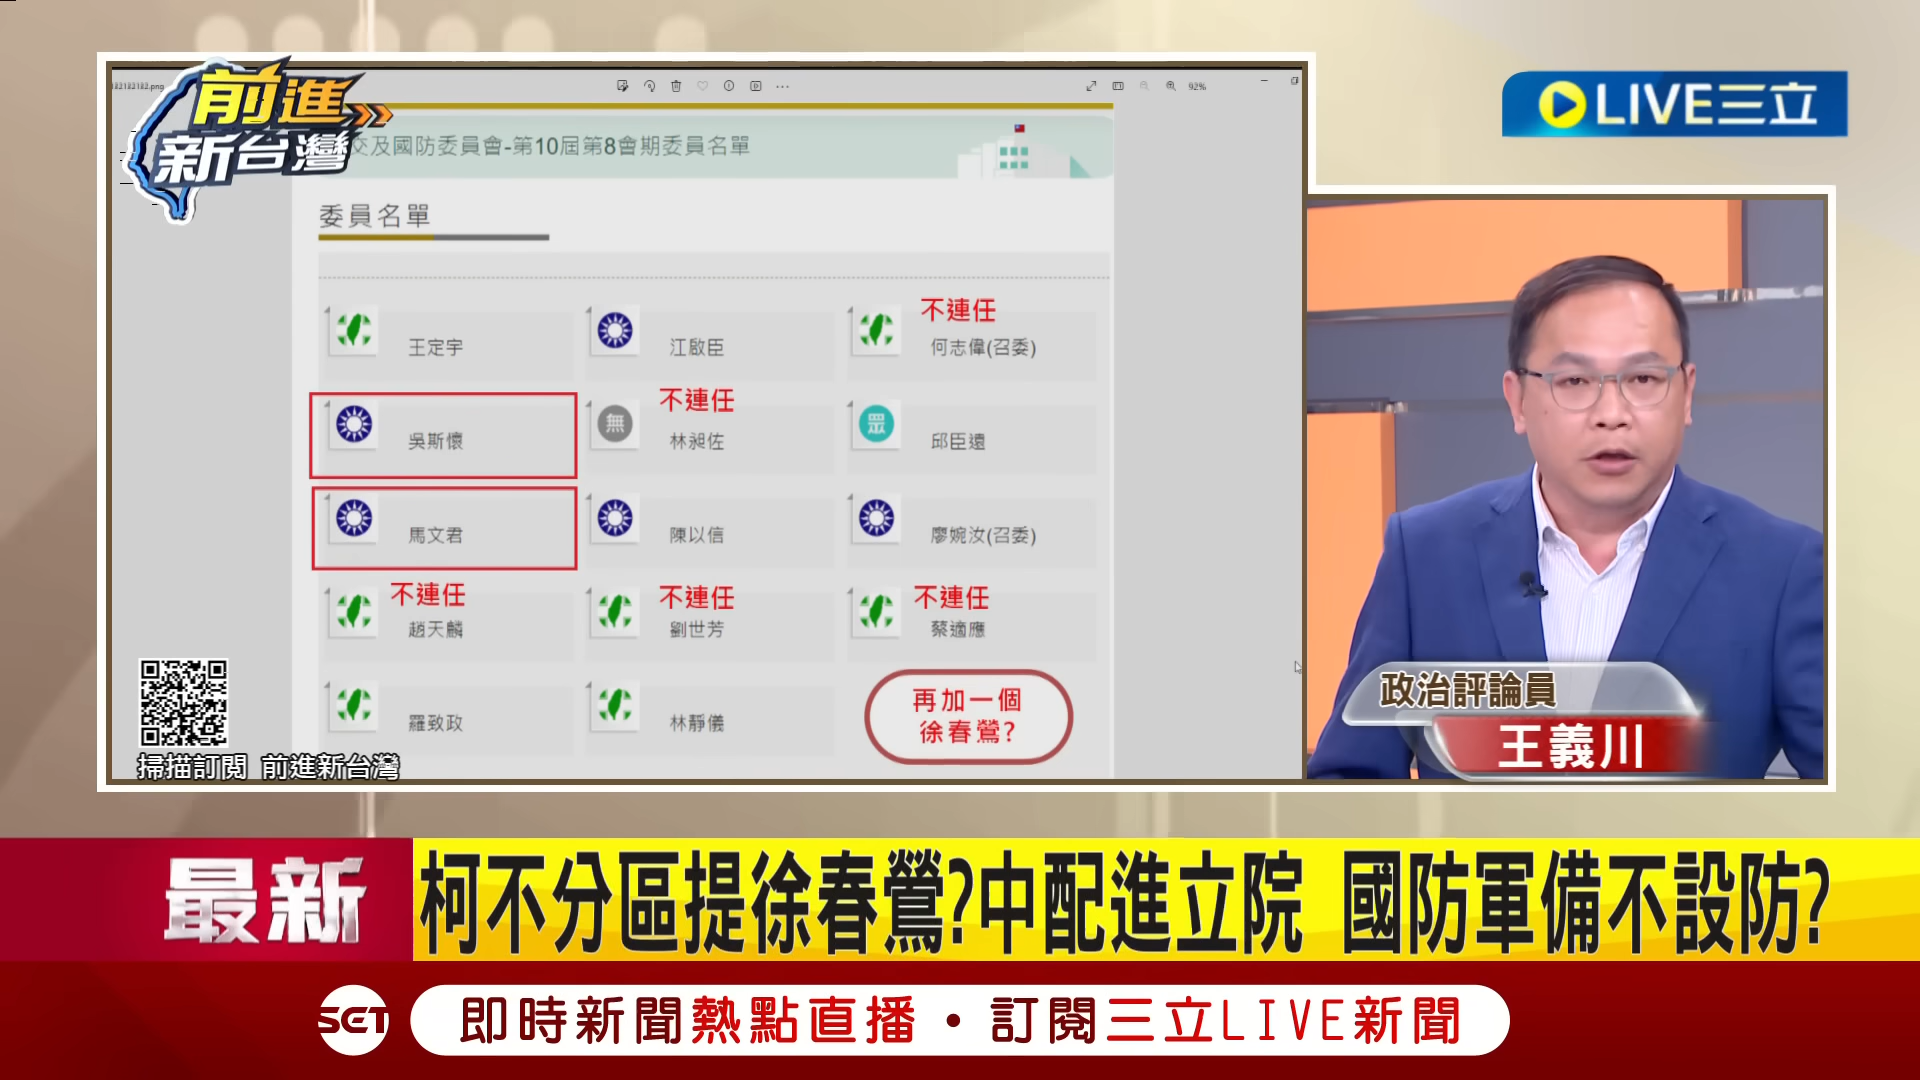 182182182.png
92%
前進
新台灣
交及國防委員會-第10屆第8會期委員名單
LIVE三立
委員名單
王定宇
江啟臣
不連任
何志偉(召委)
吳斯懷
無
不連任
林昶佐
眾
邱臣遠
馬文君
陳以信
廖婉汝(召委)
不連任
趙天麟
不連任
劉世芳
不連任
蔡適應
羅致政
林靜儀
再加一個
徐春鶯?
掃描訂閱 前進新台灣
政治評論員
王義川
最新
柯不分區提徐春鶯?中配進立院 國防軍備不設防?
SET
即時新聞熱點直播・訂閱三立LIVE新聞